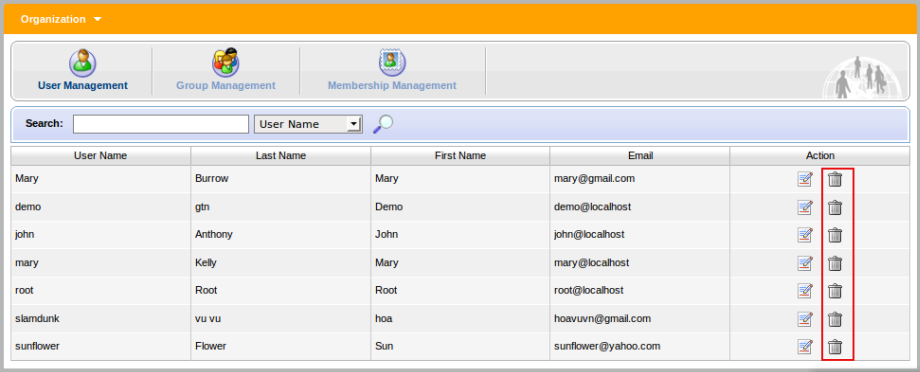 Organization
User Management Group Management Membership Management
Search: User Name
User Name Last Name First Name Email Action
Mary Burrow Mary mary@gmail.com
demo gtn Demo demo@localhost
john Anthony John john@localhost
mary Kelly Mary mary@localhost
root Root Root root@localhost
slamdunk vu vu hoa hoavuvn@gmail.com
sunflower Flower Sun sunflower@yahoo.com